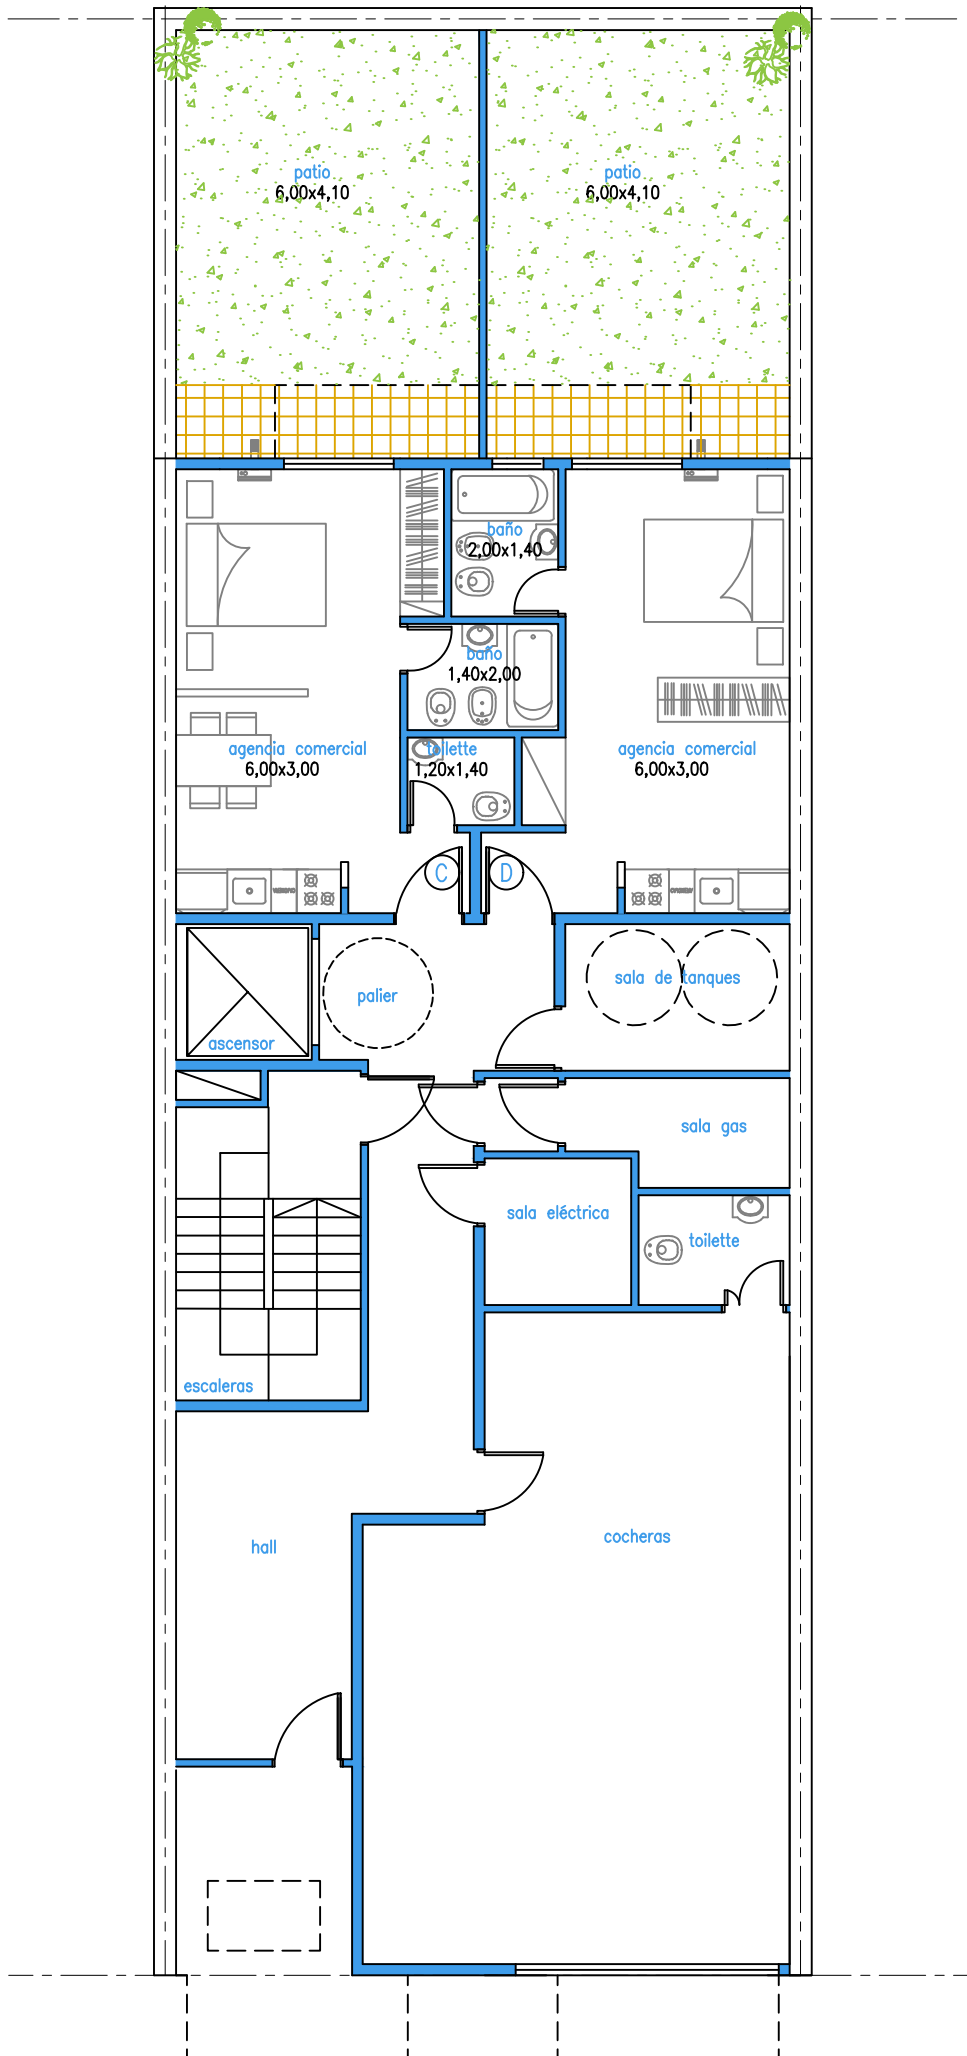 patio
6,00x4,10
patio
6,00x4,10
baño
2,00x1,40
baño
1,40x2,00
agencia comercial
6,00x3,00
toilette
1,20x1,40
agencia comercial
6,00x3,00
C
D
palier
sala de tanques
ascensor
sala gas
sala eléctrica
toilette
escaleras
hall
cocheras